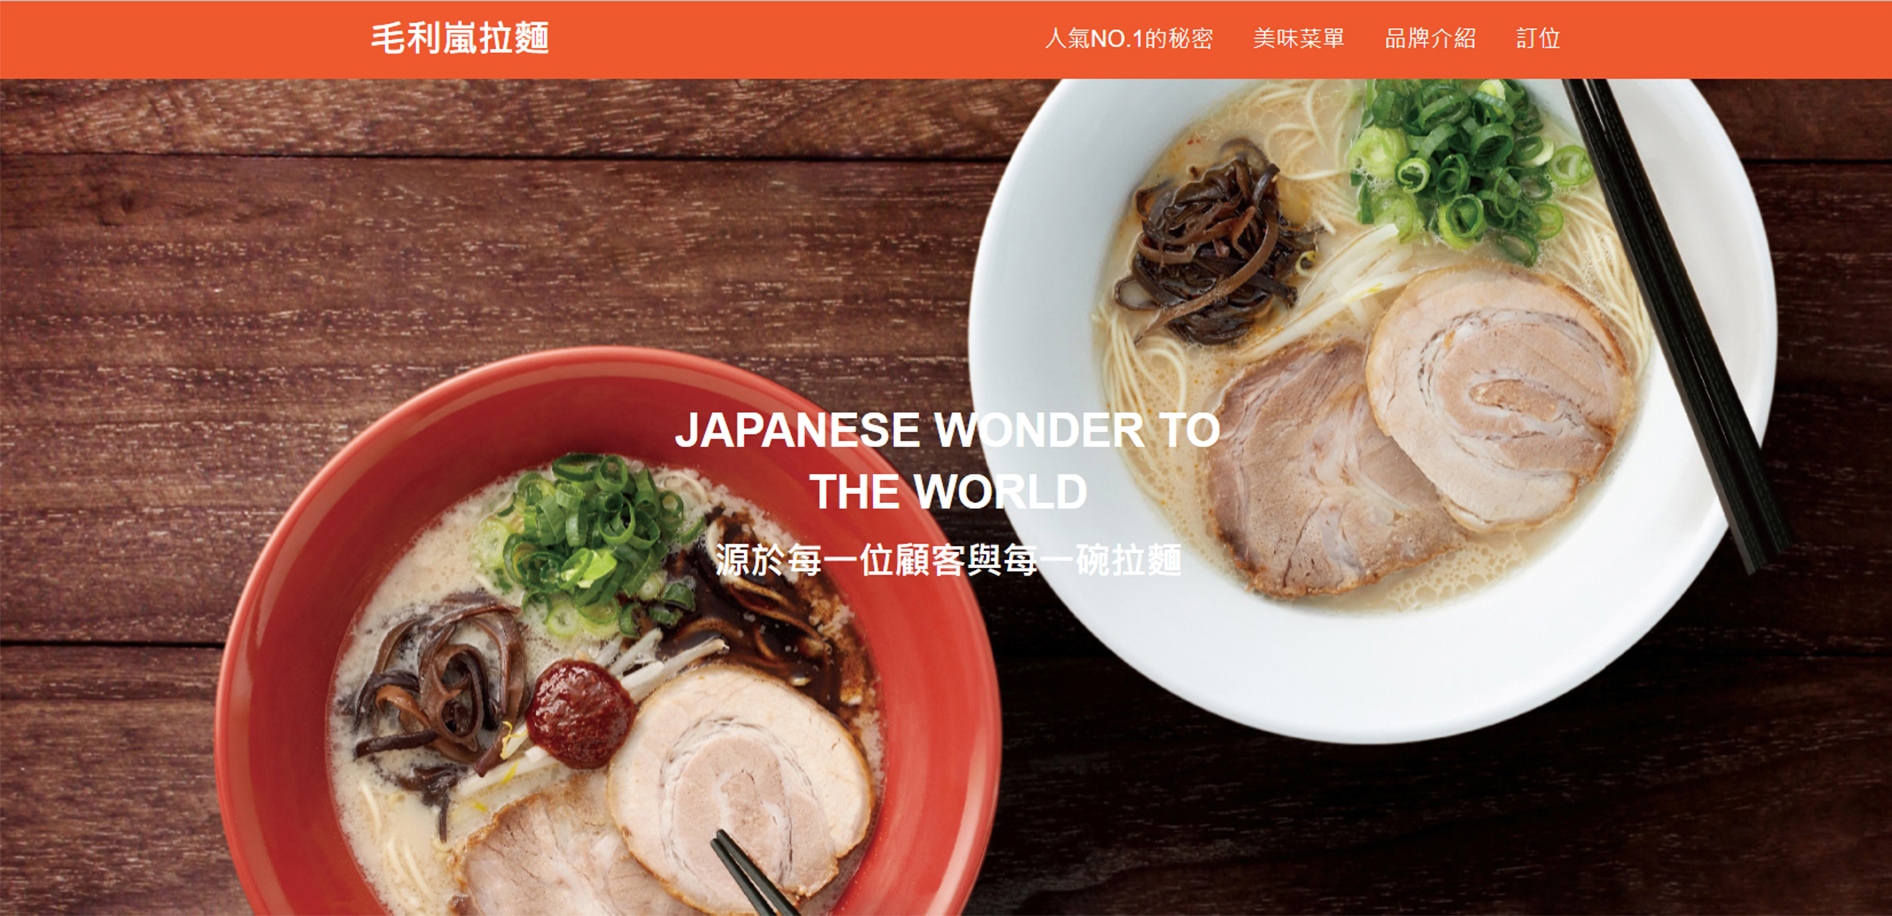 毛利嵐拉麵
人氣NO.1的秘密 美味菜單 品牌介紹 訂位
JAPANESE WONDER TO
THE WORLD
源於每一位顧客與每一碗拉麵